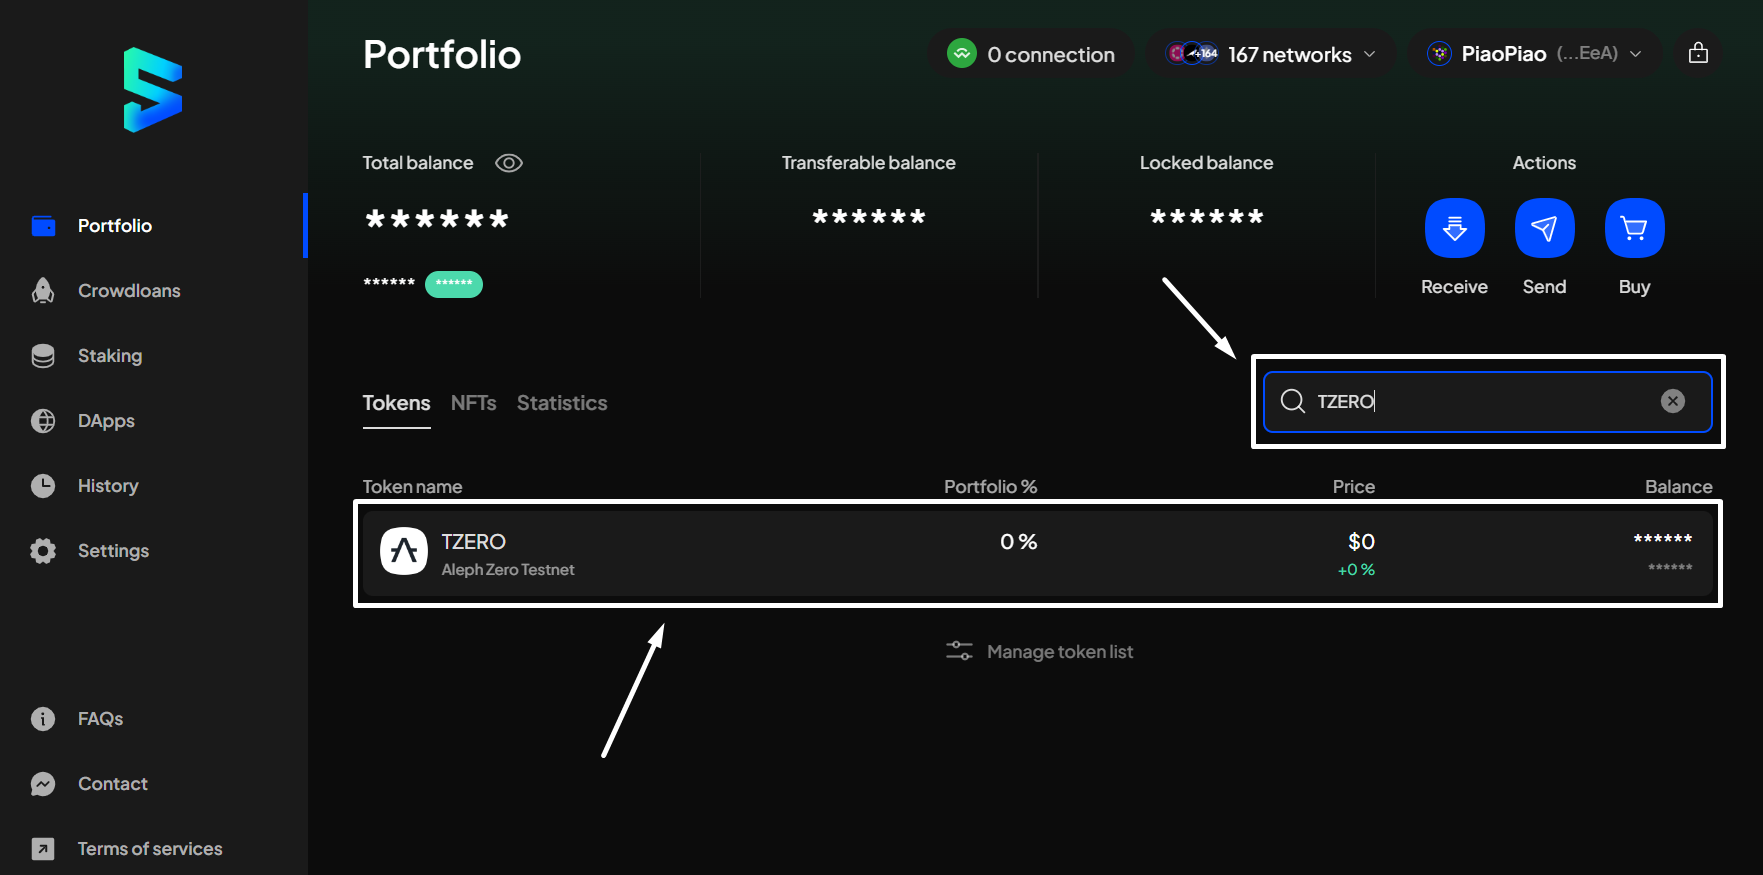 Portfolio
0 connection
+164
167 networks
PiaoPiao (...EeA)
Portfolio
Crowdloans
Staking
DApps
History
Settings
FAQs
Contact
Terms of services
Total balance
******
****** ******
Transferable balance
******
Locked balance
******
Actions
Receive
Send
Buy
Tokens NFTs Statistics
TZERO
Token name Portfolio % Price Balance
TZERO 0 % $0 ******
Aleph Zero Testnet +0 % ******
Manage token list